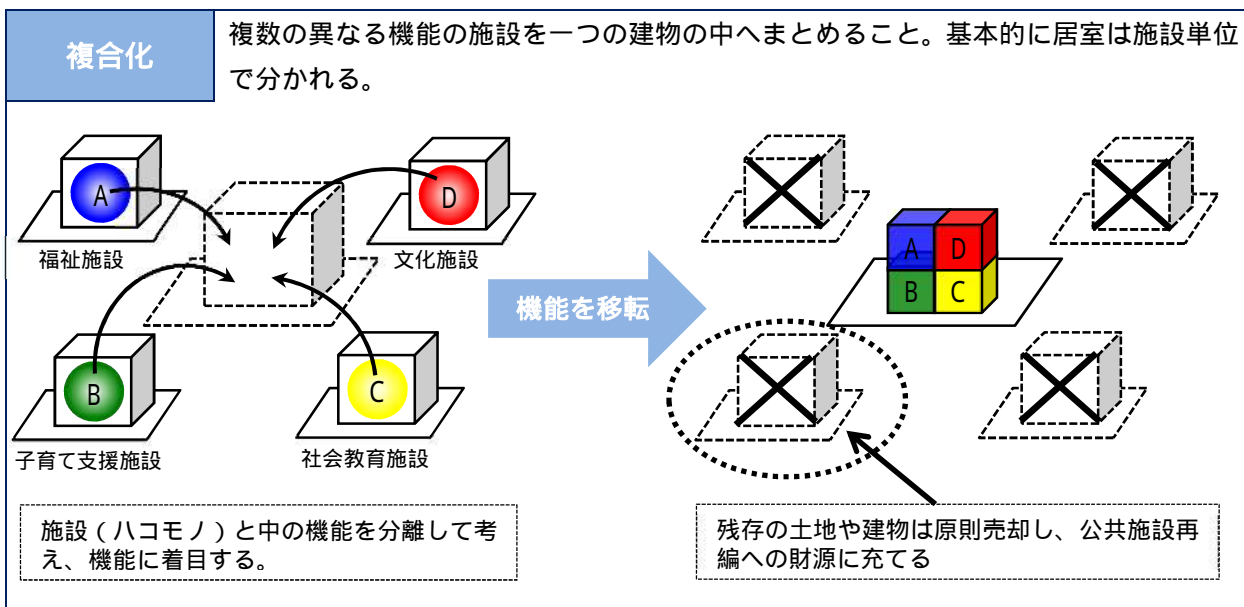 複合化
複数の異なる機能の施設を一つの建物の中へまとめること。基本的に居室は施設単位
で分かれる。
A
福祉施設
D
文化施設
B
子育て支援施設
C
社会教育施設
機能を移転
A D
B C
施設（ハコモノ）と中の機能を分離して考
え、機能に着目する。
残存の土地や建物は原則売却し、公共施設再
編への財源に充てる